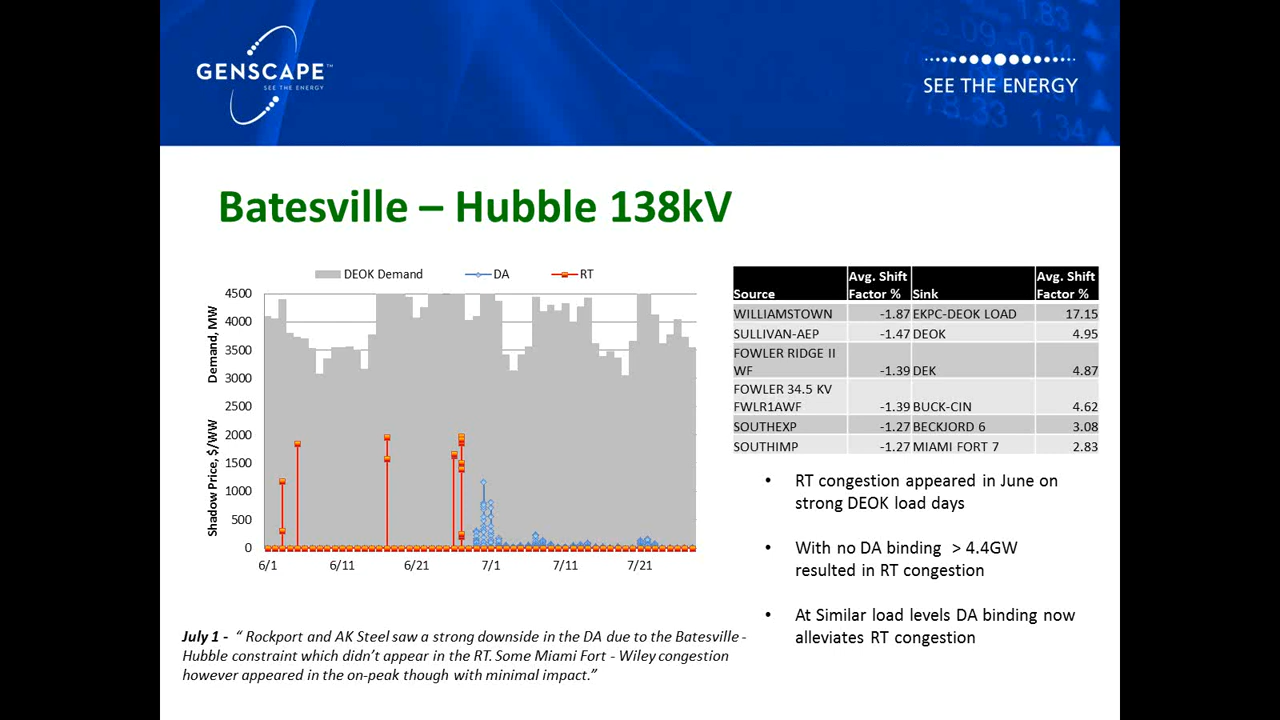 GENSCAPE™
SEE THE ENERGY
SEE THE ENERGY
Batesville – Hubble 138kV
DEOK Demand DA RT
Demand, MW
Shadow Price, $/WW
4500
4000
3500
3000
2500
2000
1500
1000
500
0
6/1 6/11 6/21 7/1 7/11 7/21
Avg. Shift Avg. Shift
Source Factor % Sink Factor %
WILLIAMSTOWN -1.87 EKPC-DEOK LOAD 17.15
SULLIVAN-AEP -1.47 DEOK 4.95
FOWLER RIDGE II
WF -1.39 DEK 4.87
FOWLER 34.5 KV
FWLR1AWF -1.39 BUCK-CIN 4.62
SOUTHEXP -1.27 BECKJORD 6 3.08
SOUTHIMP -1.27 MIAMI FORT 7 2.83
• RT congestion appeared in June on
strong DEOK load days
• With no DA binding > 4.4GW
resulted in RT congestion
• At Similar load levels DA binding now
alleviates RT congestion
July 1 - “ Rockport and AK Steel saw a strong downside in the DA due to the Batesville -
Hubble constraint which didn’t appear in the RT. Some Miami Fort - Wiley congestion
however appeared in the on-peak though with minimal impact.”